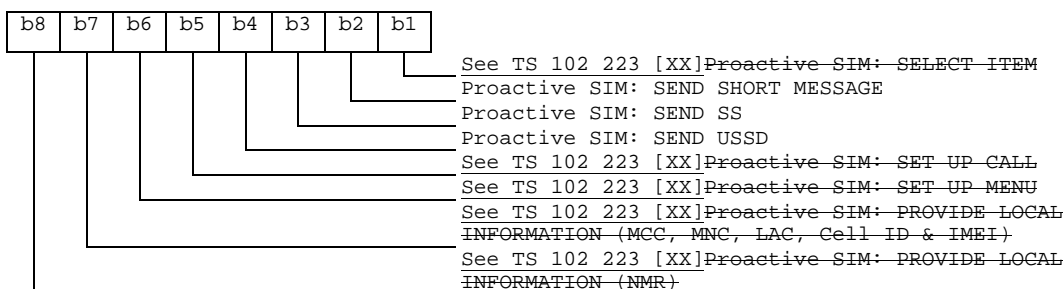 b8 b7 b6 b5 b4 b3 b2 b1
See TS 102 223 [XX]Proactive SIM: SELECT ITEM
Proactive SIM: SEND SHORT MESSAGE
Proactive SIM: SEND SS
Proactive SIM: SEND USSD
See TS 102 223 [XX]Proactive SIM: SET UP CALL
See TS 102 223 [XX]Proactive SIM: SET UP MENU
See TS 102 223 [XX]Proactive SIM: PROVIDE LOCAL
INFORMATION (MCC, MNC, LAC, Cell ID & IMEI)
See TS 102 223 [XX]Proactive SIM: PROVIDE LOCAL
INFORMATION (NMR)